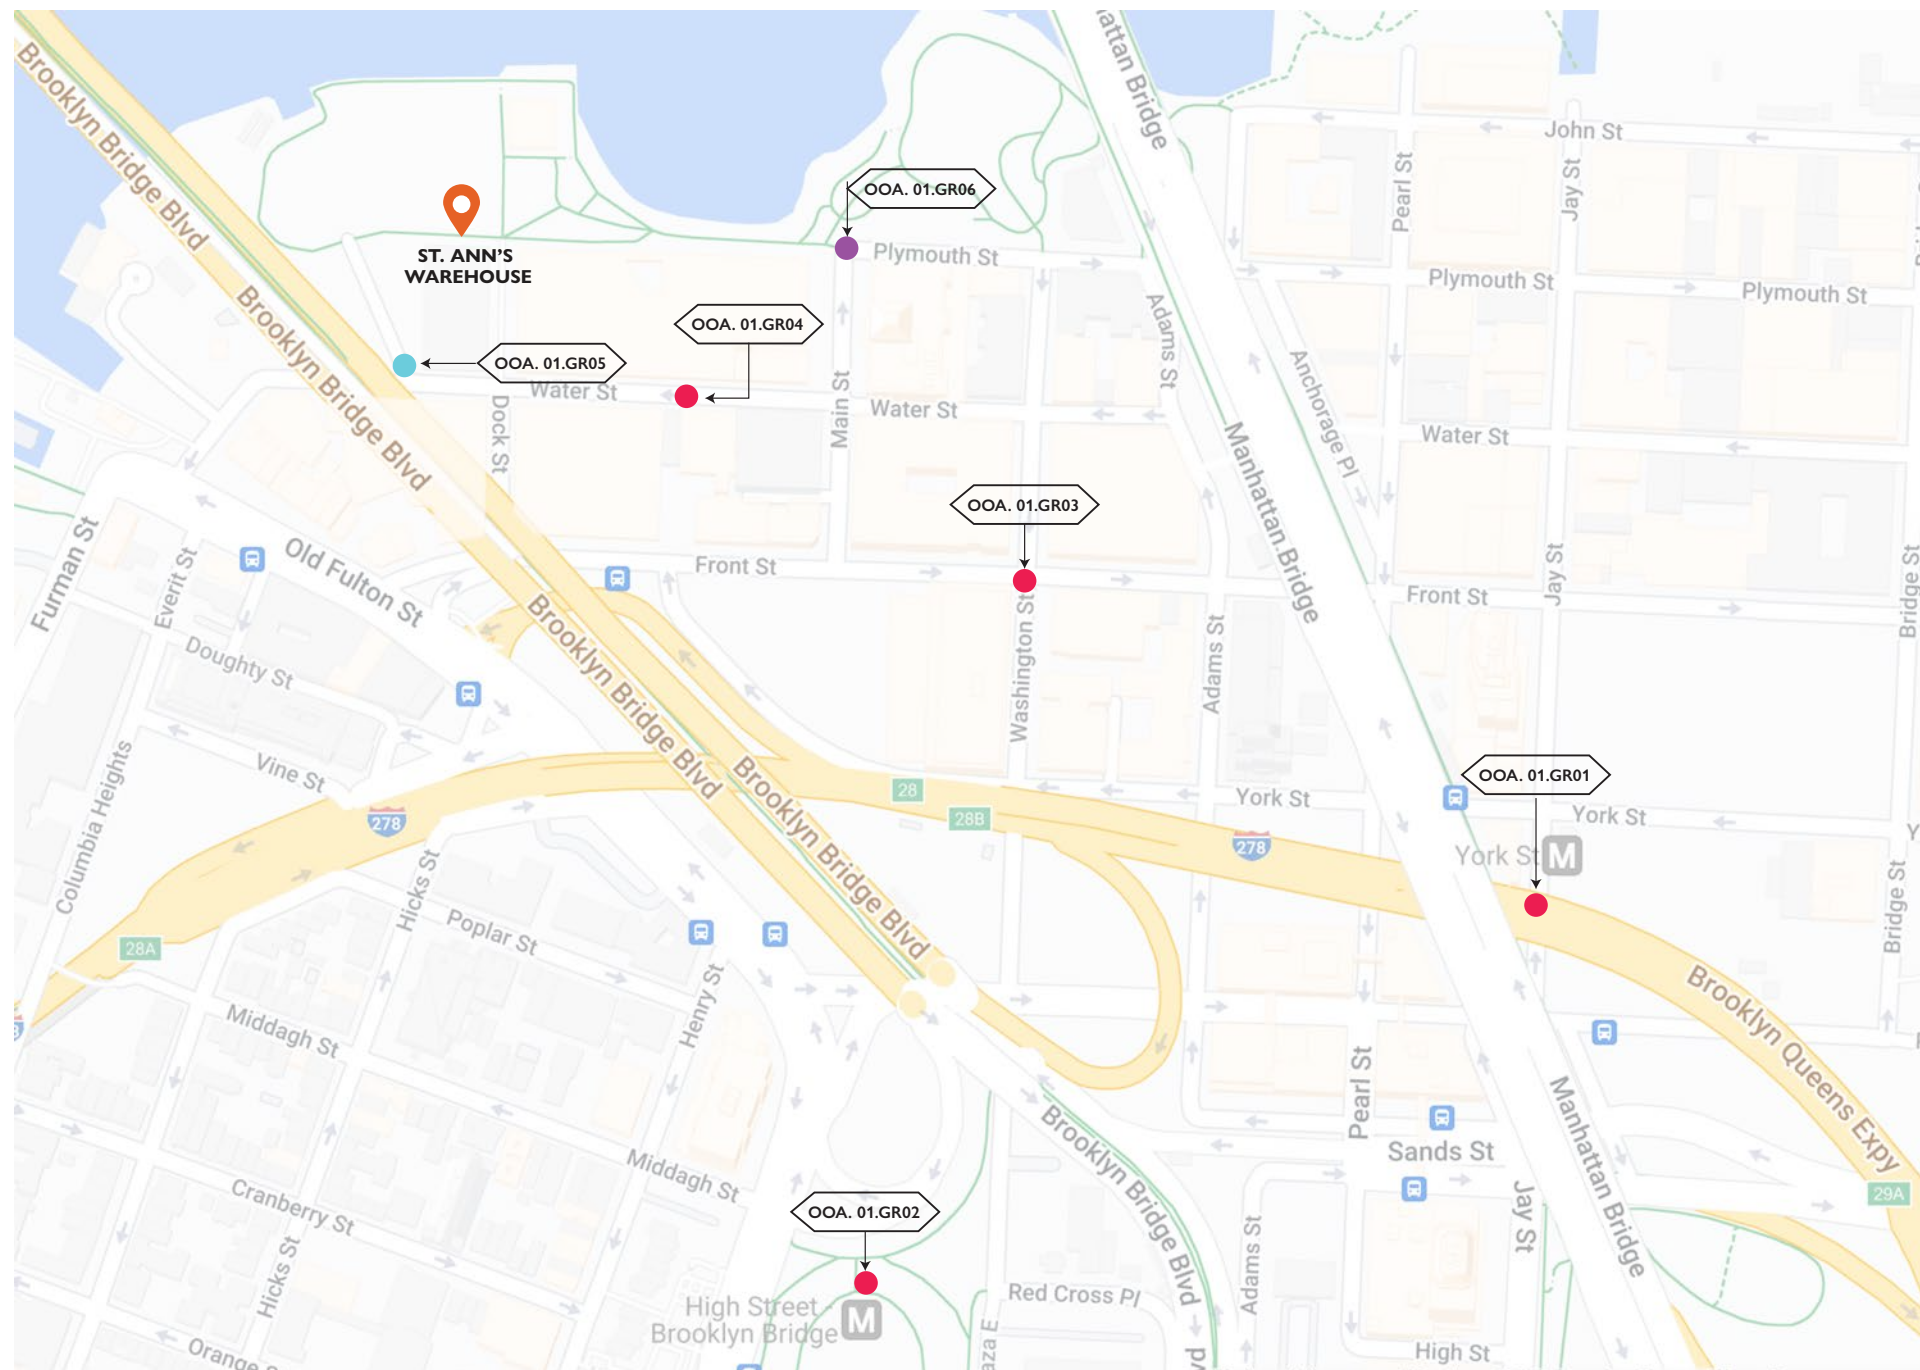 Brooklyn Bridge Blvd
Manhattan Bridge
John St
Pearl St
Jay St
OOA. 01.GR06
ST. ANN'S
WAREHOUSE
Plymouth St
Plymouth St
Plymouth St
Brooklyn Bridge Blvd
OOA. 01.GR04
OOA. 01.GR05
Adams St
Anchorage Pl
Water St
Dock St
Main St
Water St
Water St
Manhattan Bridge
OOA. 01.GR03
Furman St
Everit St
Old Fulton St
Front St
Front St
Jay St
Bridge St
Doughty St
Brooklyn Bridge Blvd
Washington St
Adams St
Vine St
Columbia Heights
278
28
28B
York St
278
OOA. 01.GR01
York St
York St
M
Brooklyn Bridge Blvd
Hicks St
Poplar St
28A
Henry St
Bridge St
Middagh St
Brooklyn Queens Expy
Pearl St
Middagh St
Brooklyn Bridge Blvd
Sands St
Manhattan Bridge
29A
Cranberry St
OOA. 01.GR02
Jay St
Hicks St
Adams St
High Street -
Brooklyn Bridge
M
Red Cross Pl
High St